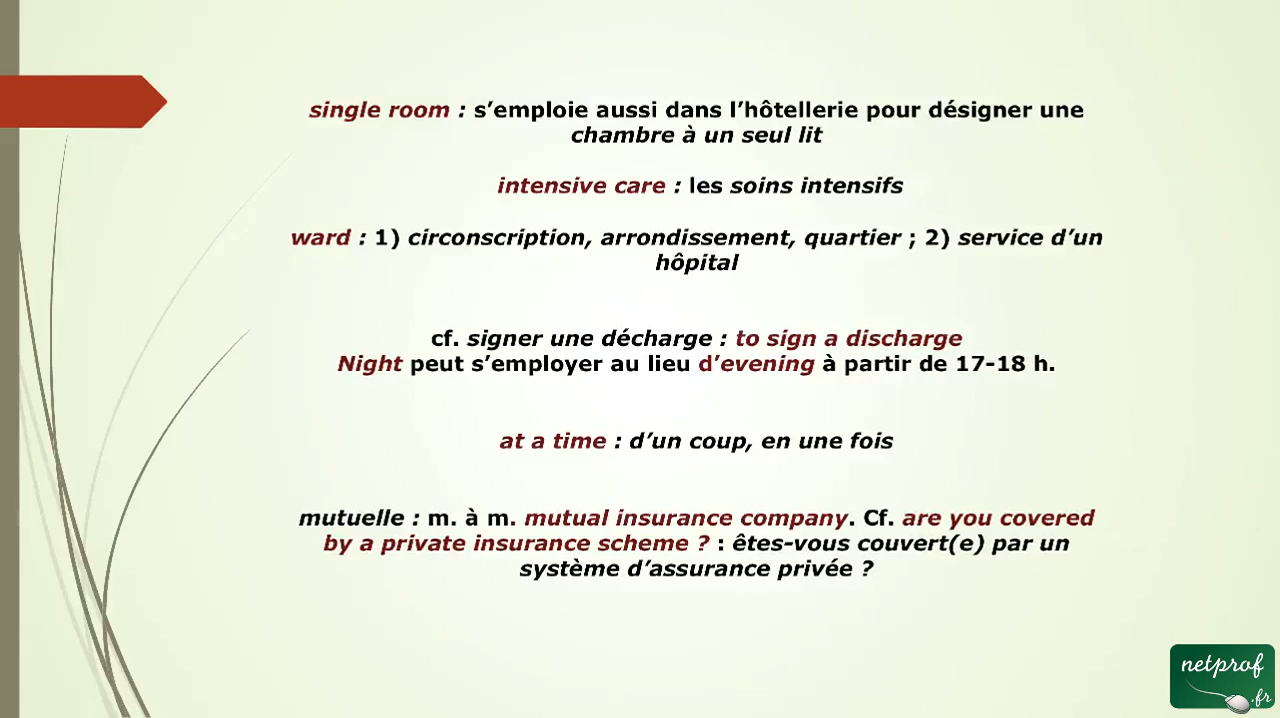 single room : s’emploie aussi dans l’hôtellerie pour désigner une
chambre à un seul lit
intensive care : les soins intensifs
ward : 1) circonscription, arrondissement, quartier ; 2) service d’un
hôpital
cf. signer une décharge : to sign a discharge
Night peut s’employer au lieu d’evening à partir de 17-18 h.
at a time : d’un coup, en une fois
mutuelle : m. à m. mutual insurance company. Cf. are you covered
by a private insurance scheme ? : êtes-vous couvert(e) par un
système d’assurance privée ?
netprof
.fr